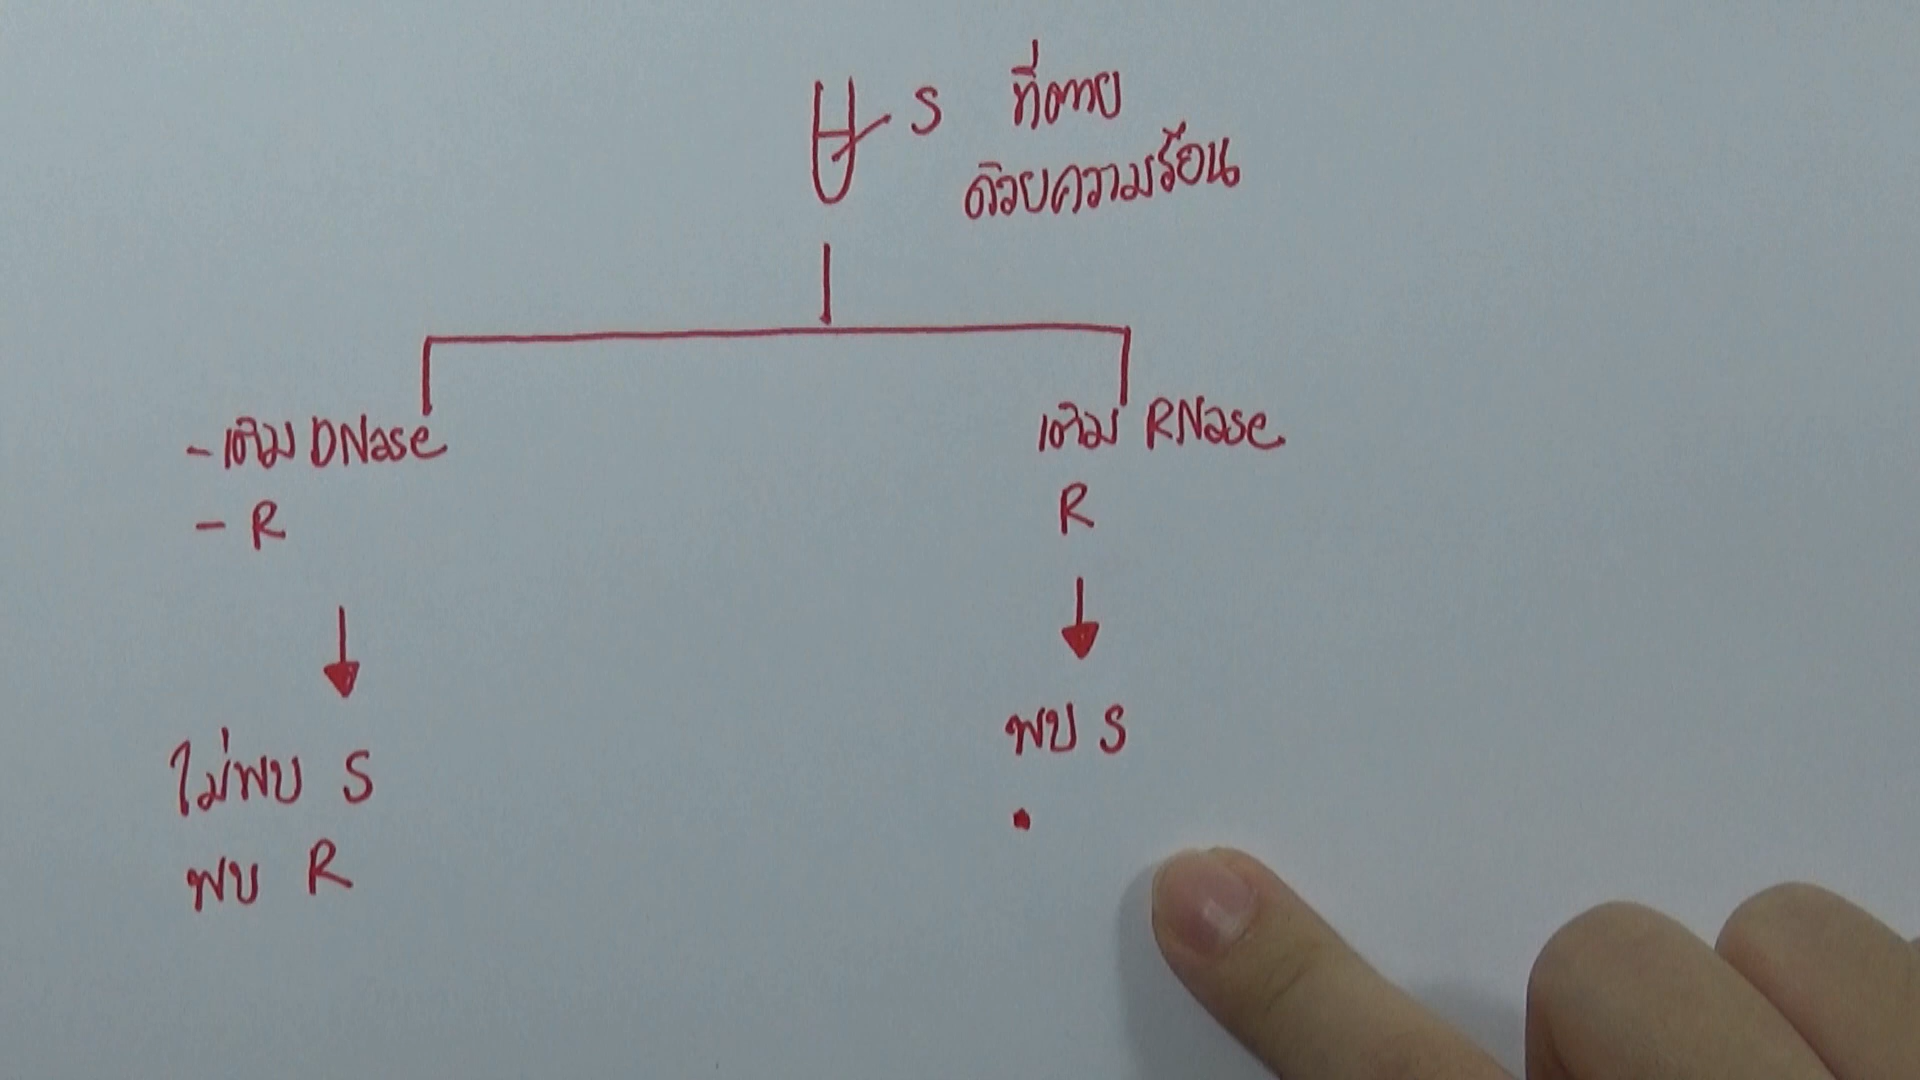 S ที่ตาย
ด้วยความร้อน
- เติม DNase
- R
ไม่พบ S
พบ R
เติม RNase
R
พบ S